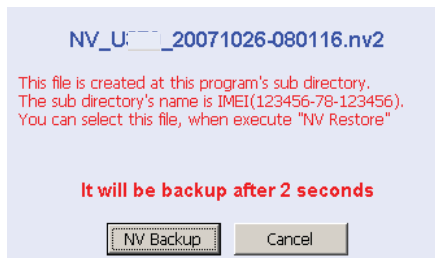 NV_U 20071026-080116.nv2
This file is created at this program's sub directory.
The sub directory's name is IMEI(123456-78-123456).
You can select this file, when execute "NV Restore"
It will be backup after 2 seconds
NV Backup Cancel